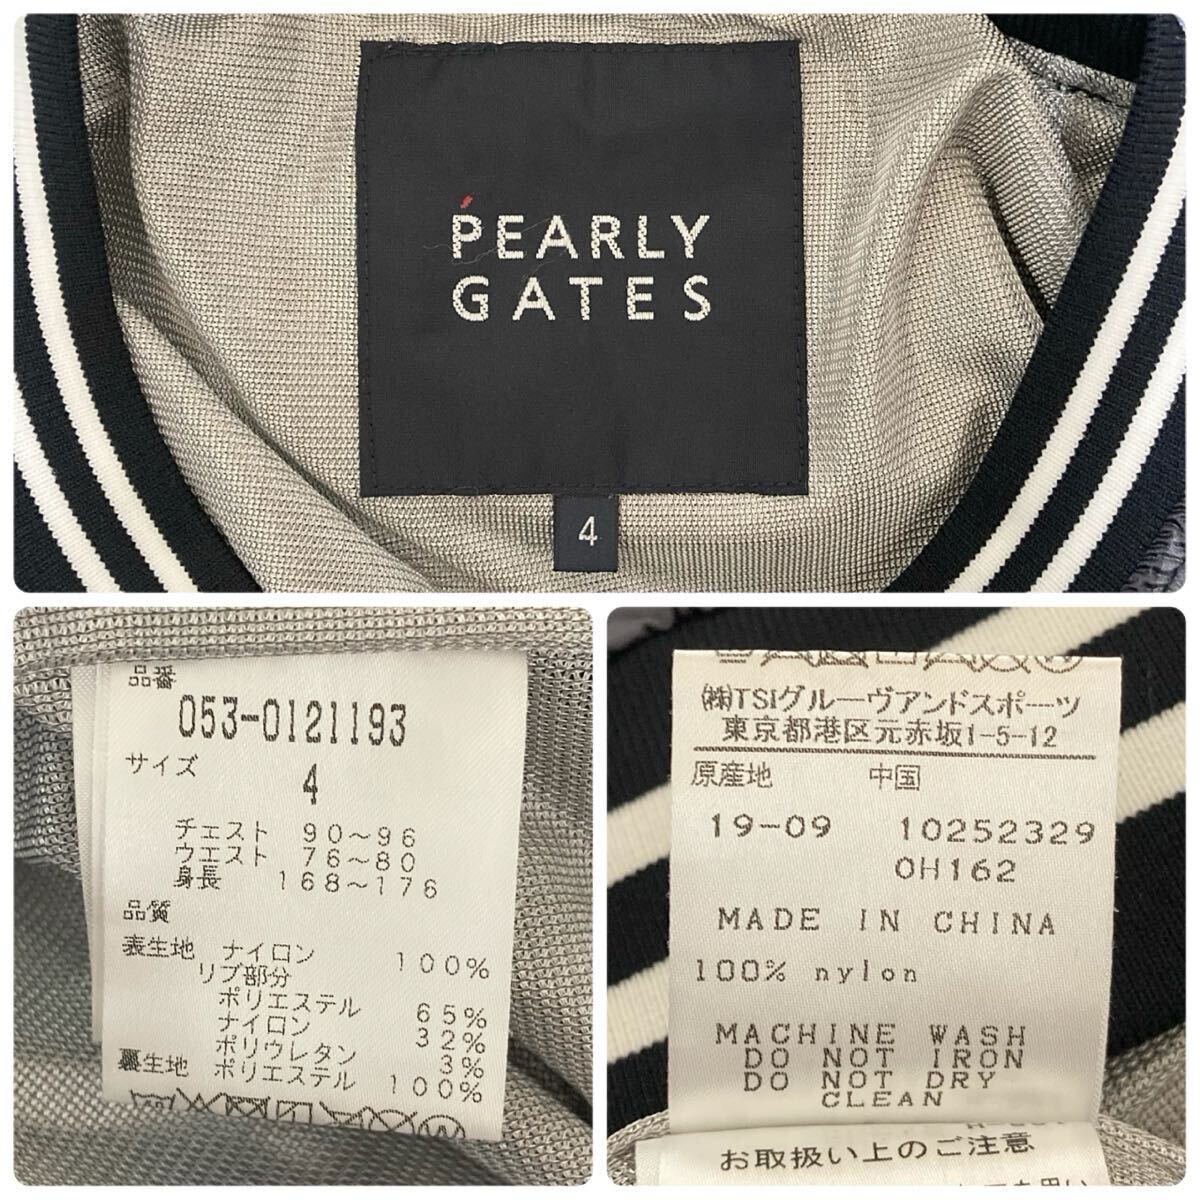 PEARLY
GATES
4
品番
053-0121193
サイズ
4
チェスト 90～96
ウエスト 76～80
身長 168～176
品質
表生地 ナイロン 100%
リブ部分
ポリエステル 65%
ナイロン 32%
ポリウレタン 3%
裏生地 ポリエステル 100%
㈱TSIグルーヴアンドスポーツ
東京都港区元赤坂1-5-12
原産地 中国
19-09 10252329
0H162
MADE IN CHINA
100% nylon
MACHINE WASH
DO NOT IRON
DO NOT DRY
CLEAN
お取扱い上のご注意